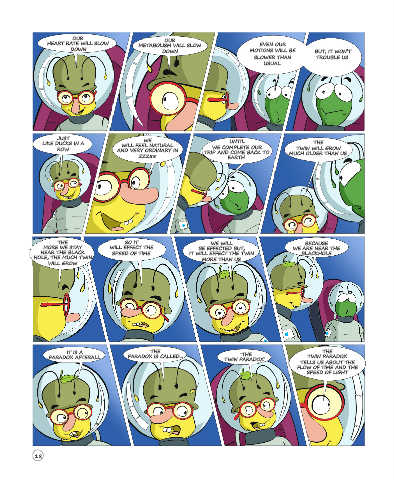 OUR
HEART RATE WILL SLOW
DOWN
OUR
METABOLISM WILL SLOW
DOWN
EVEN OUR
MOTIONS WILL BE
SLOWER THAN
USUAL
BUT, IT WON'T
TROUBLE US
JUST
LIKE DUCKS IN A
ROW
WE
WILL FEEL NATURAL
AND VERY ORDINARY IN
ZZZzzz
UNTIL
WE COMPLETE OUR
TRIP AND COME BACK TO
EARTH
THE
TWIN WILL GROW
MUCH OLDER THAN US
THE
MORE WE STAY
NEAR THE BLACK
HOLE, THE MUCH TWIN
WILL GROW
SO IT
WILL EFFECT THE
SPEED OF TIME
WE WILL
BE EFFECTED BUT,
IT WILL EFFECT THE TWIN
MORE THAN US
BECAUSE
WE ARE NEAR THE
BLACKHOLE
IT IS A
PARADOX AFTERALL
THE
PARADOX IS CALLED...
"THE
TWIN PARADOX"
THE
TWIN PARADOX
TELLS US ABOUT THE
FLOW OF TIME AND THE
SPEED OF LIGHT